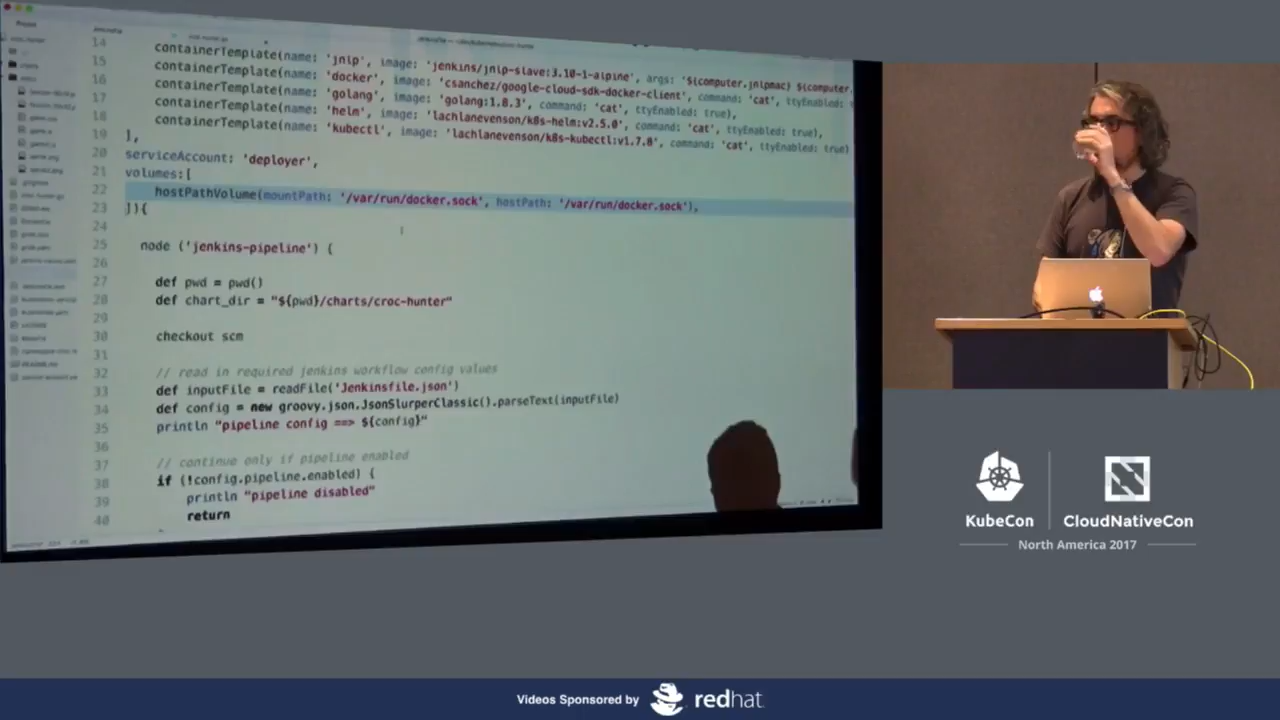 14
15 containerTemplate(name: 'jnlp', image: 'jenkins/jnlp-slave:3.10-1-alpine', args: '${computer.jnlpmac} ${computer.
16 containerTemplate(name: 'docker', image: 'csanchez/google-cloud-sdk-docker-client', command: 'cat', ttyEnabled:
17 containerTemplate(name: 'golang', image: 'golang:1.8.3', command: 'cat', ttyEnabled: true),
18 containerTemplate(name: 'helm', image: 'lachlanevenson/k8s-helm:v2.5.0', command: 'cat', ttyEnabled: true),
19 containerTemplate(name: 'kubectl', image: 'lachlanevenson/k8s-kubectl:v1.7.8', command: 'cat', ttyEnabled: true)
],
20 serviceAccount: 'deployer',
21 volumes:[
22 hostPathVolume(mountPath: '/var/run/docker.sock', hostPath: '/var/run/docker.sock'),
23 ]){
24
25 node ('jenkins-pipeline') {
26
27 def pwd = pwd()
28 def chart_dir = "${pwd}/charts/croc-hunter"
29
30 checkout scm
31
32 // read in required jenkins workflow config values
33 def inputFile = readFile('Jenkinsfile.json')
34 def config = new groovy.json.JsonSlurperClassic().parseText(inputFile)
35 println "pipeline config ==> ${config}"
36
37 // continue only if pipeline enabled
38 if (!config.pipeline.enabled) {
39 println "pipeline disabled"
40 return
KubeCon
CloudNativeCon
North America 2017
Videos Sponsored by redhat